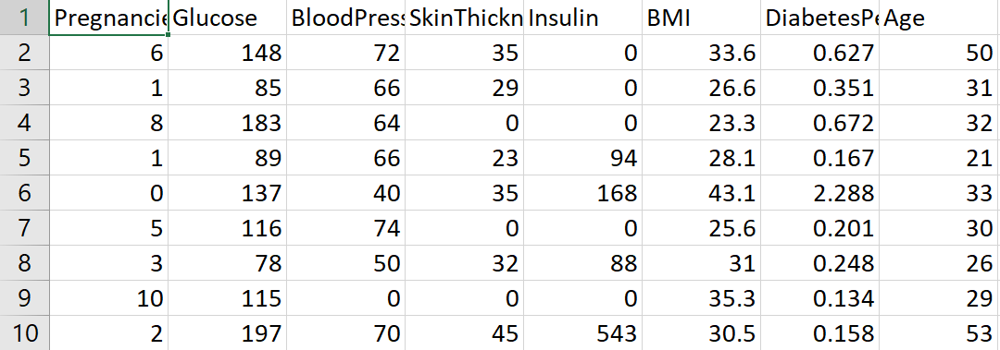 1 Pregnancie Glucose BloodPress SkinThickn Insulin BMI DiabetesPe Age
2 6 148 72 35 0 33.6 0.627 50
3 1 85 66 29 0 26.6 0.351 31
4 8 183 64 0 0 23.3 0.672 32
5 1 89 66 23 94 28.1 0.167 21
6 0 137 40 35 168 43.1 2.288 33
7 5 116 74 0 0 25.6 0.201 30
8 3 78 50 32 88 31 0.248 26
9 10 115 0 0 0 35.3 0.134 29
10 2 197 70 45 543 30.5 0.158 53